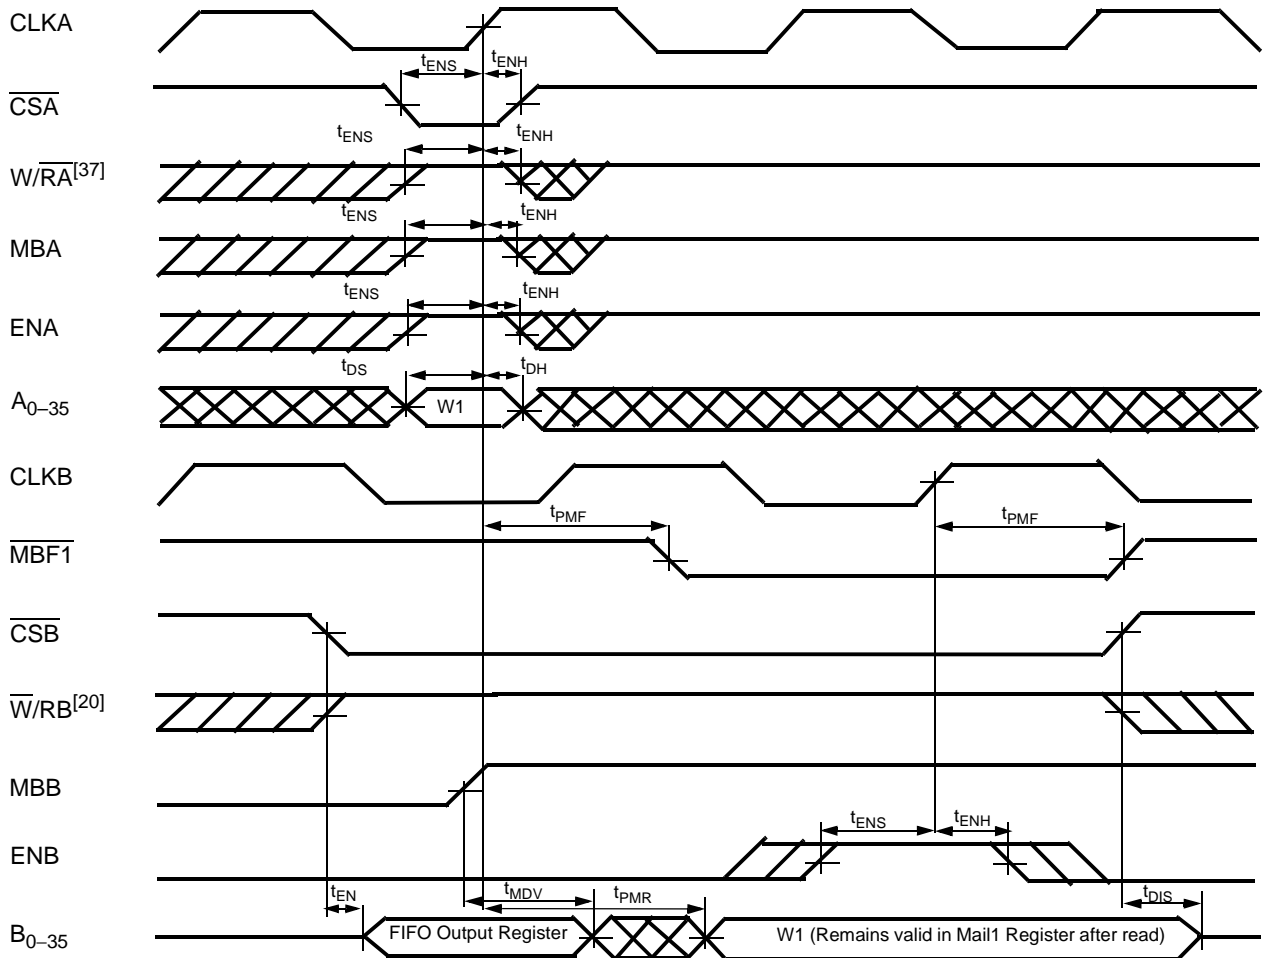 CLKA
tENS tENH
CSA
tENS tENH
W/RA[37]
tENS tENH
MBA
tENS tENH
ENA
tDS tDH
A0–35 W1
CLKB
tPMF tPMF
MBF1
CSB
W/RB[20]
MBB
tENS tENH
ENB
tEN tMDV tPMR tDIS
B0–35 FIFO Output Register W1 (Remains valid in Mail1 Register after read)